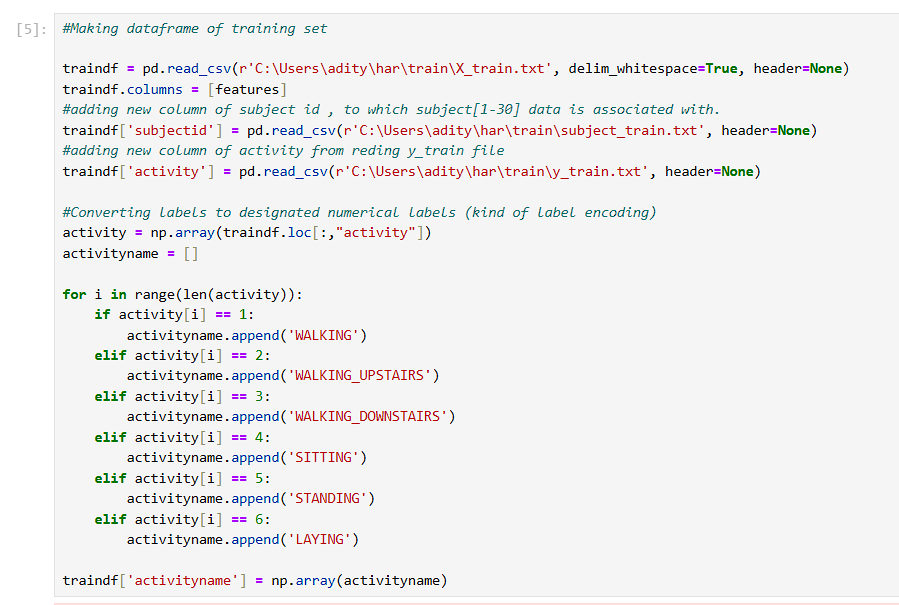 [5]:
#Making dataframe of training set
traindf = pd.read_csv(r'C:\Users\adity\har\train\X_train.txt', delim_whitespace=True, header=None)
traindf.columns = [features]
#adding new column of subject id , to which subject[1-30] data is associated with.
traindf['subjectid'] = pd.read_csv(r'C:\Users\adity\har\train\subject_train.txt', header=None)
#adding new column of activity from reding y_train file
traindf['activity'] = pd.read_csv(r'C:\Users\adity\har\train\y_train.txt', header=None)
#Converting labels to designated numerical labels (kind of label encoding)
activity = np.array(traindf.loc[:,"activity"])
activityname = []
for i in range(len(activity)):
    if activity[i] == 1:
        activityname.append('WALKING')
    elif activity[i] == 2:
        activityname.append('WALKING_UPSTAIRS')
    elif activity[i] == 3:
        activityname.append('WALKING_DOWNSTAIRS')
    elif activity[i] == 4:
        activityname.append('SITTING')
    elif activity[i] == 5:
        activityname.append('STANDING')
    elif activity[i] == 6:
        activityname.append('LAYING')
traindf['activityname'] = np.array(activityname)